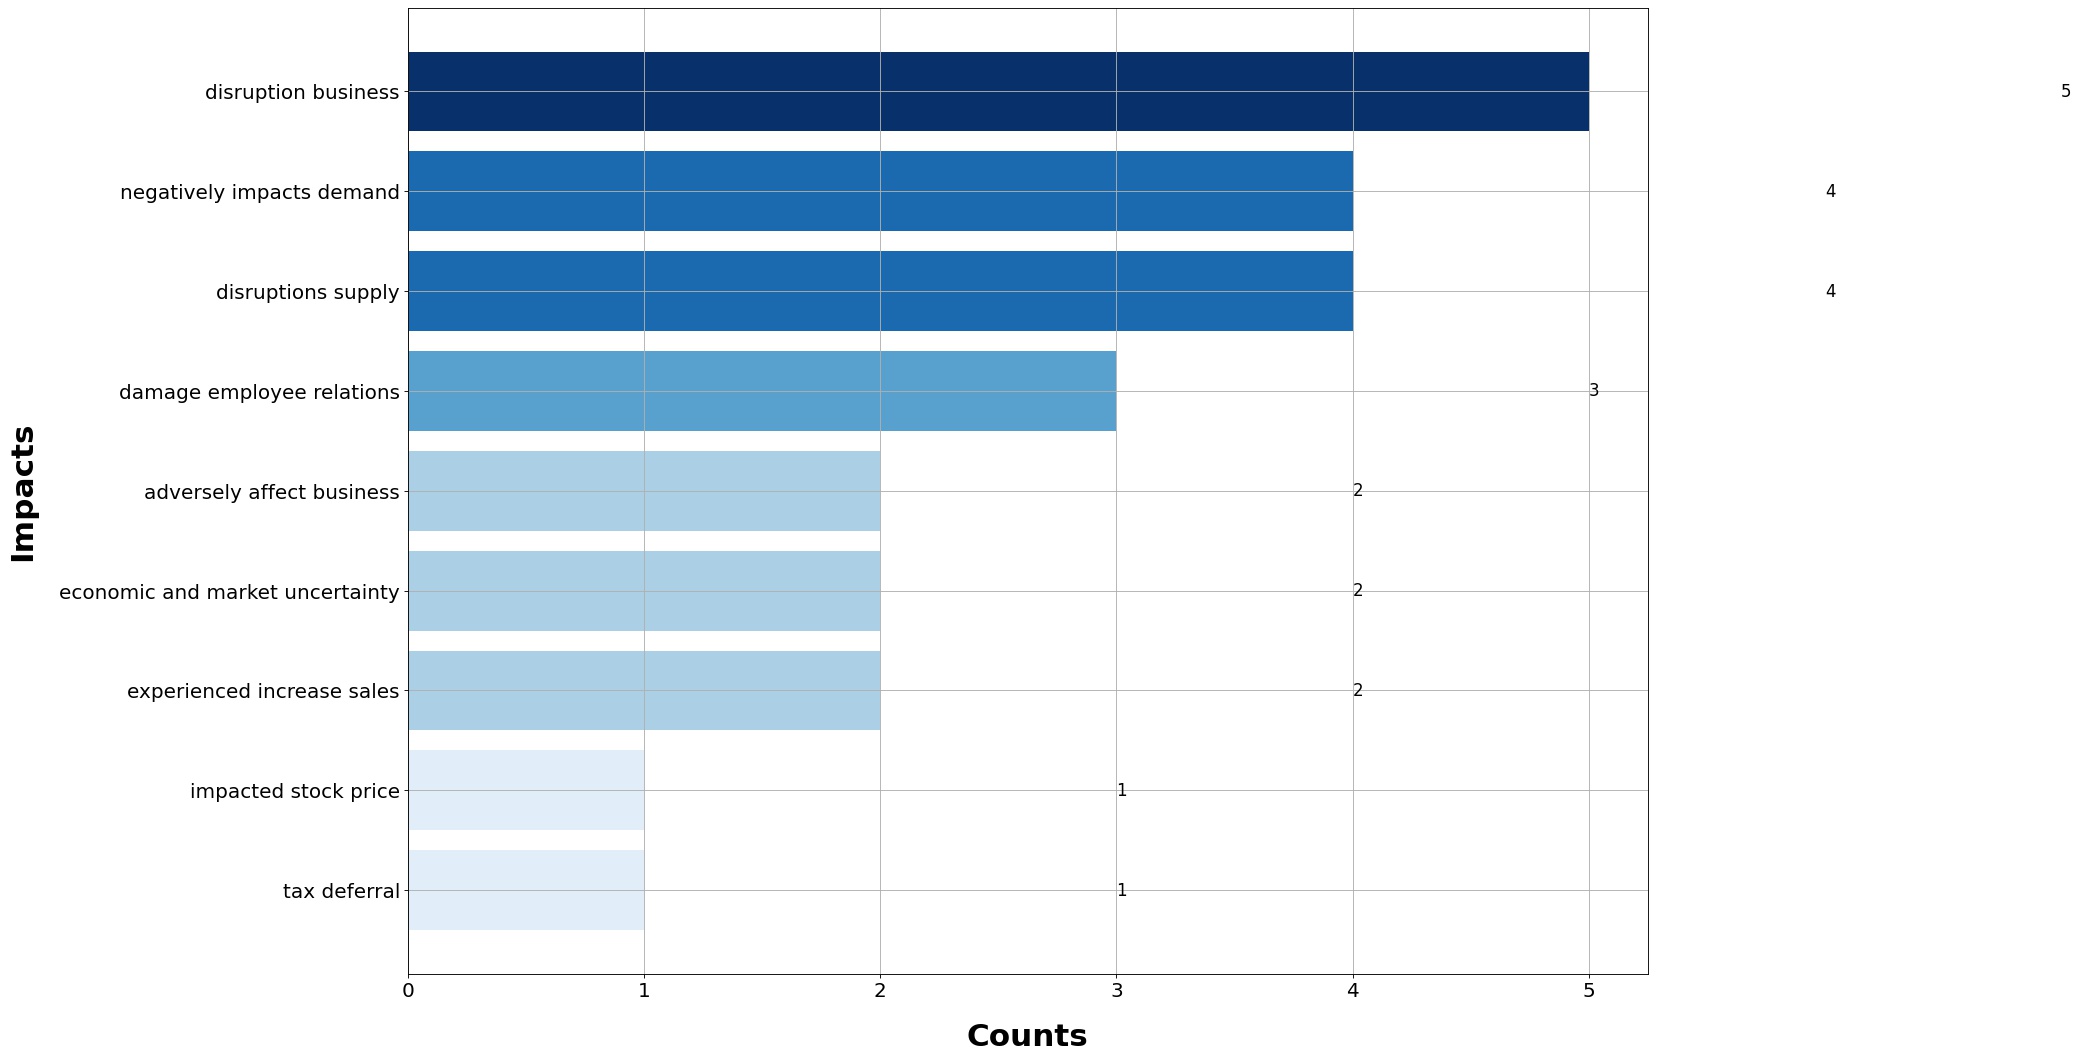 disruption business 5
negatively impacts demand 4
disruptions supply 4
damage employee relations 3
adversely affect business 2
economic and market uncertainty 2
experienced increase sales 2
impacted stock price 1
tax deferral 1
Impacts
0 1 2 3 4 5
Counts